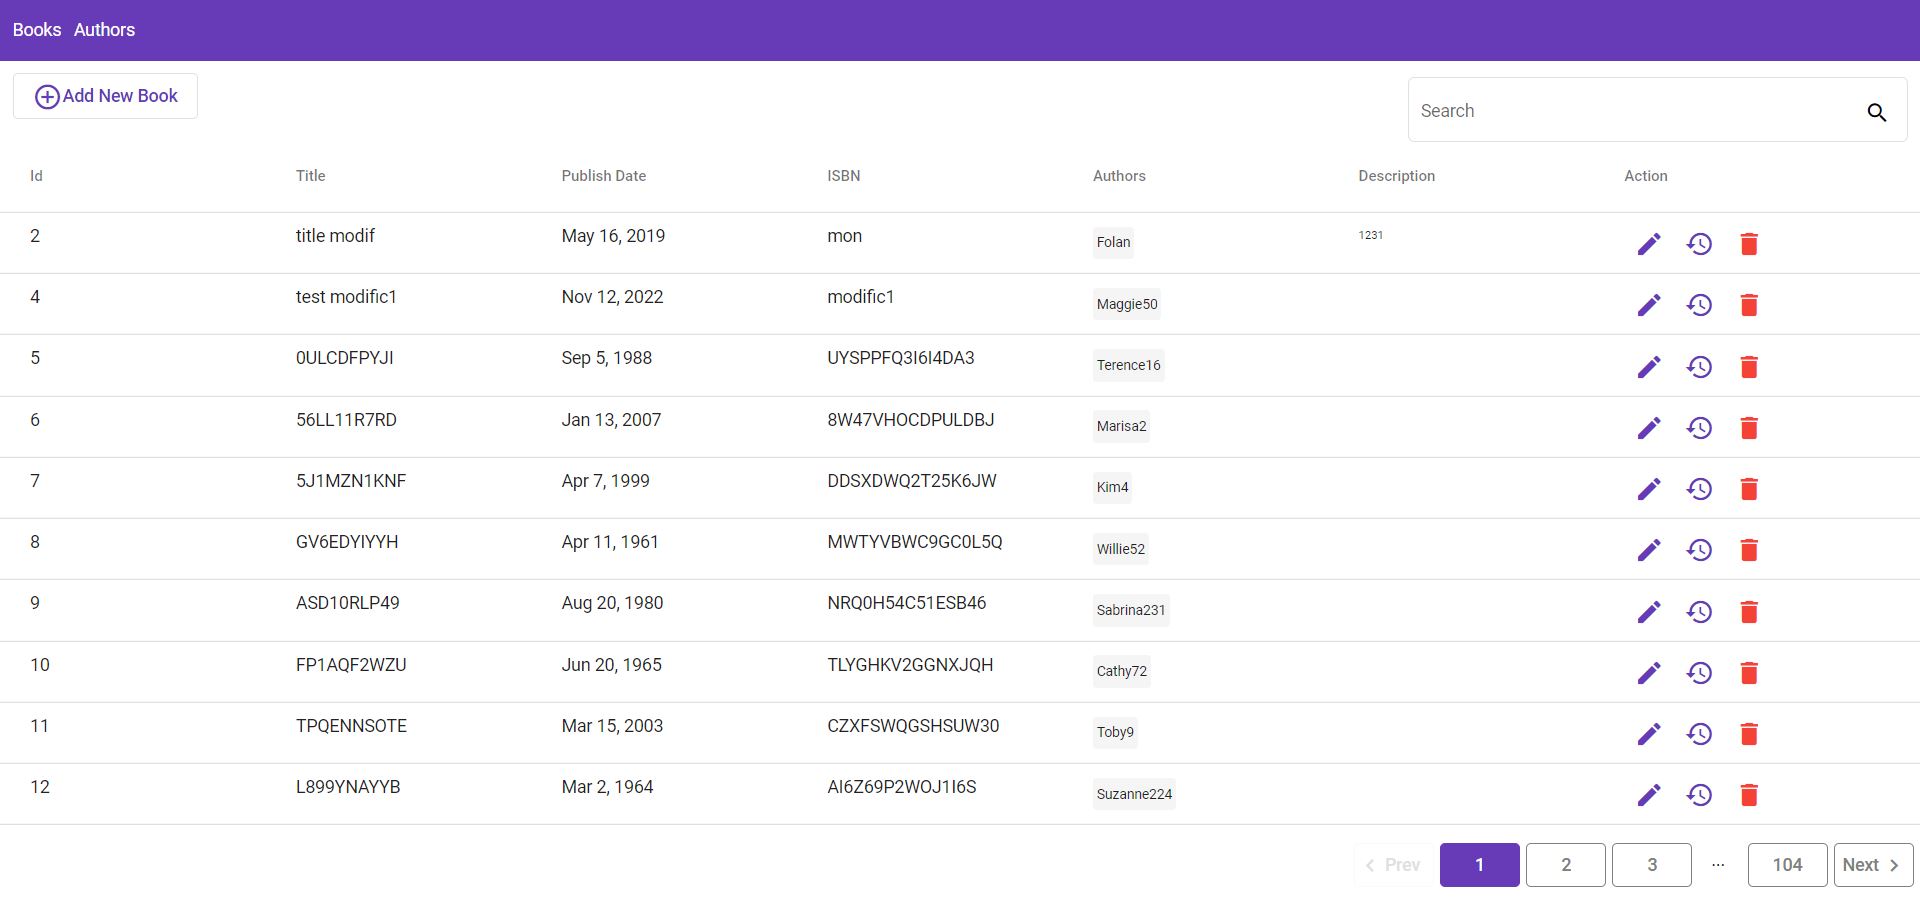 Books Authors
Add New Book
Search
Id Title Publish Date ISBN Authors Description Action
2 title modif May 16, 2019 mon Folan 1231
4 test modific1 Nov 12, 2022 modific1 Maggie50
5 0ULCDFPYJI Sep 5, 1988 UYSPPFQ3I6I4DA3 Terence16
6 56LL11R7RD Jan 13, 2007 8W47VHOCDPULDBJ Marisa2
7 5J1MZN1KNF Apr 7, 1999 DDSXDWQ2T25K6JW Kim4
8 GV6EDYIYYH Apr 11, 1961 MWTYVBWC9GC0L5Q Willie52
9 ASD10RLP49 Aug 20, 1980 NRQ0H54C51ESB46 Sabrina231
10 FP1AQF2WZU Jun 20, 1965 TLYGHKV2GGNXJQH Cathy72
11 TPQENNSOTE Mar 15, 2003 CZXFSWQGSHSUW30 Toby9
12 L899YNAYYB Mar 2, 1964 AI6Z69P2WOJ1I6S Suzanne224
Prev 1 2 3 ... 104 Next